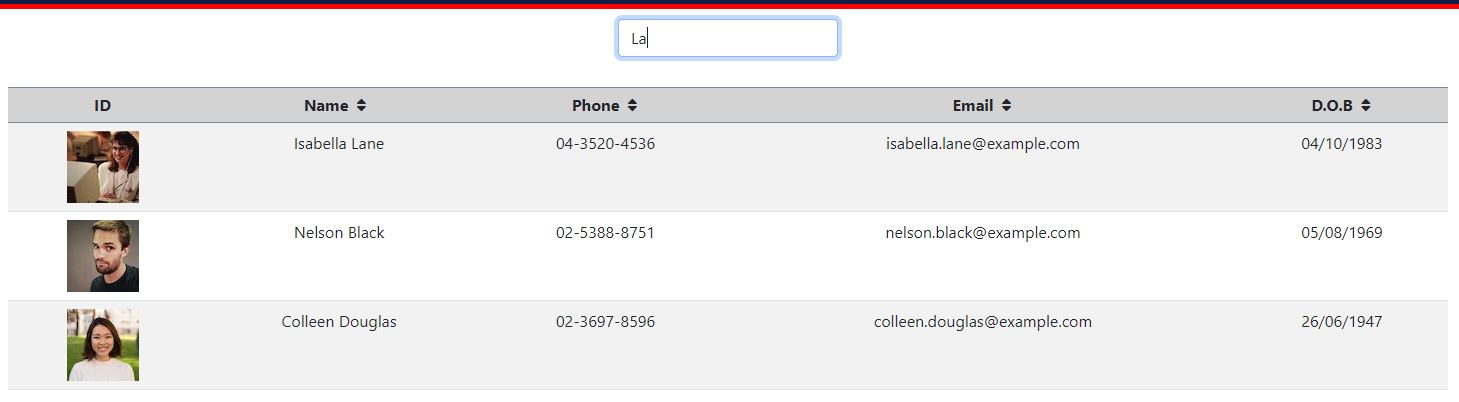 La
ID Name Phone Email D.O.B
Isabella Lane 04-3520-4536 isabella.lane@example.com 04/10/1983
Nelson Black 02-5388-8751 nelson.black@example.com 05/08/1969
Colleen Douglas 02-3697-8596 colleen.douglas@example.com 26/06/1947